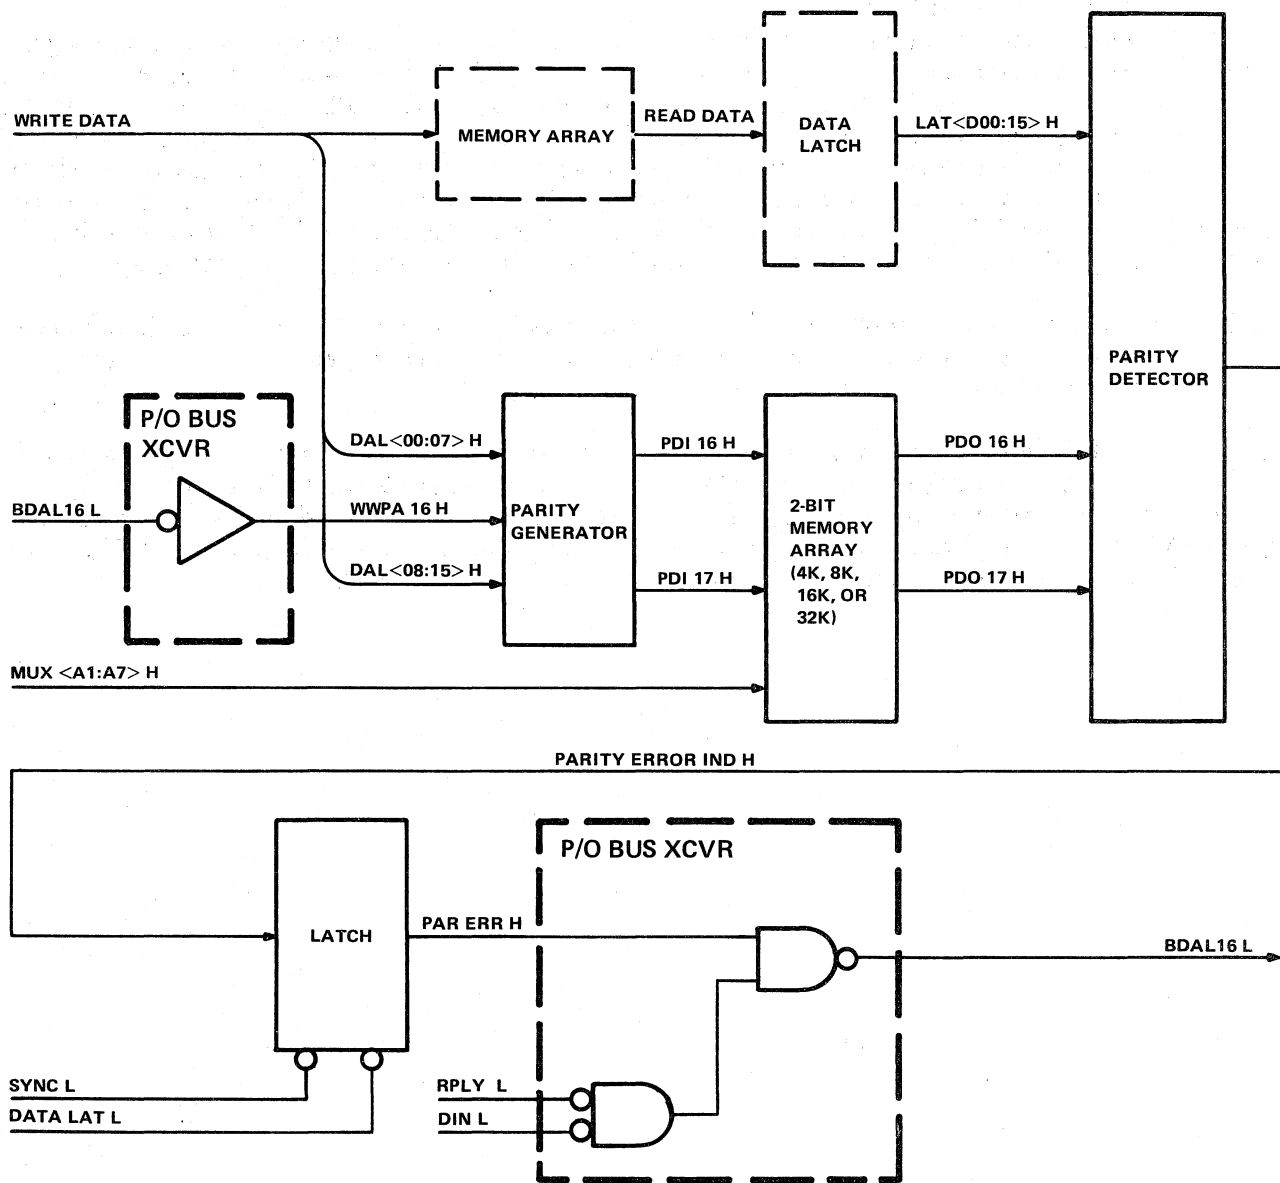 WRITE DATA
MEMORY ARRAY
READ DATA
DATA
LATCH
LAT<D00:15> H
PARITY
DETECTOR
P/O BUS
XCVR
BDAL16 L
DAL<00:07> H
WWPA 16 H
DAL<08:15> H
PARITY
GENERATOR
PDI 16 H
PDI 17 H
2-BIT
MEMORY
ARRAY
(4K, 8K,
16K, OR
32K)
PDO 16 H
PDO 17 H
MUX <A1:A7> H
PARITY ERROR IND H
LATCH
PAR ERR H
P/O BUS XCVR
BDAL16 L
SYNC L
DATA LAT L
RPLY L
DIN L